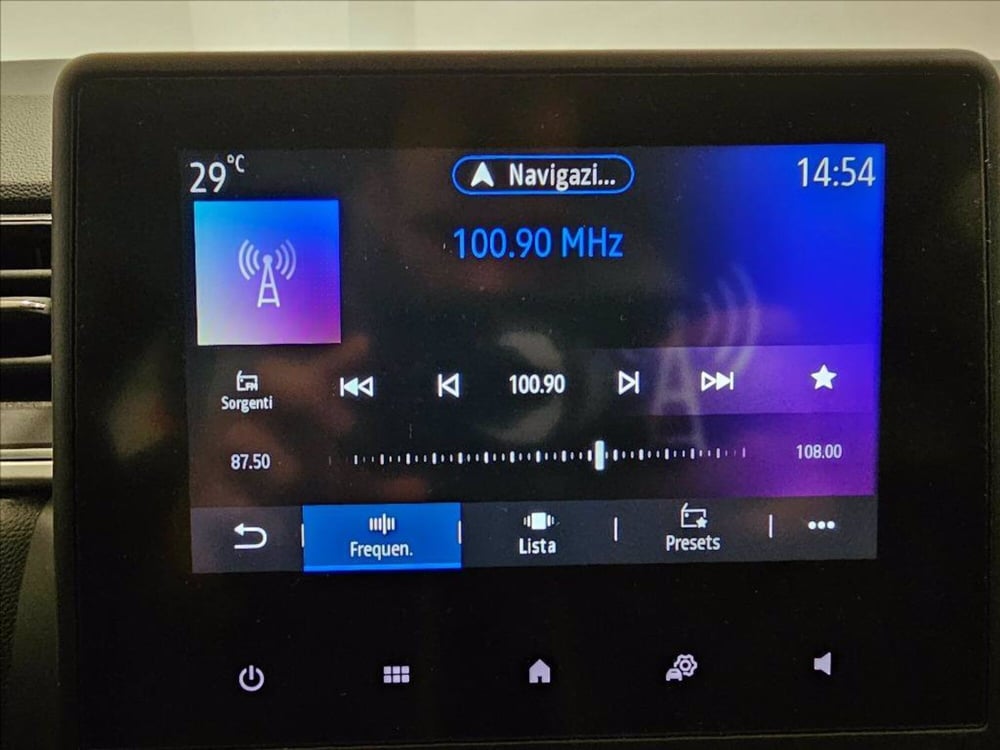 29°C
Navigazi...
14:54
100.90 MHz
Sorgenti
100.90
87.50
108.00
Frequen.
Lista
Presets